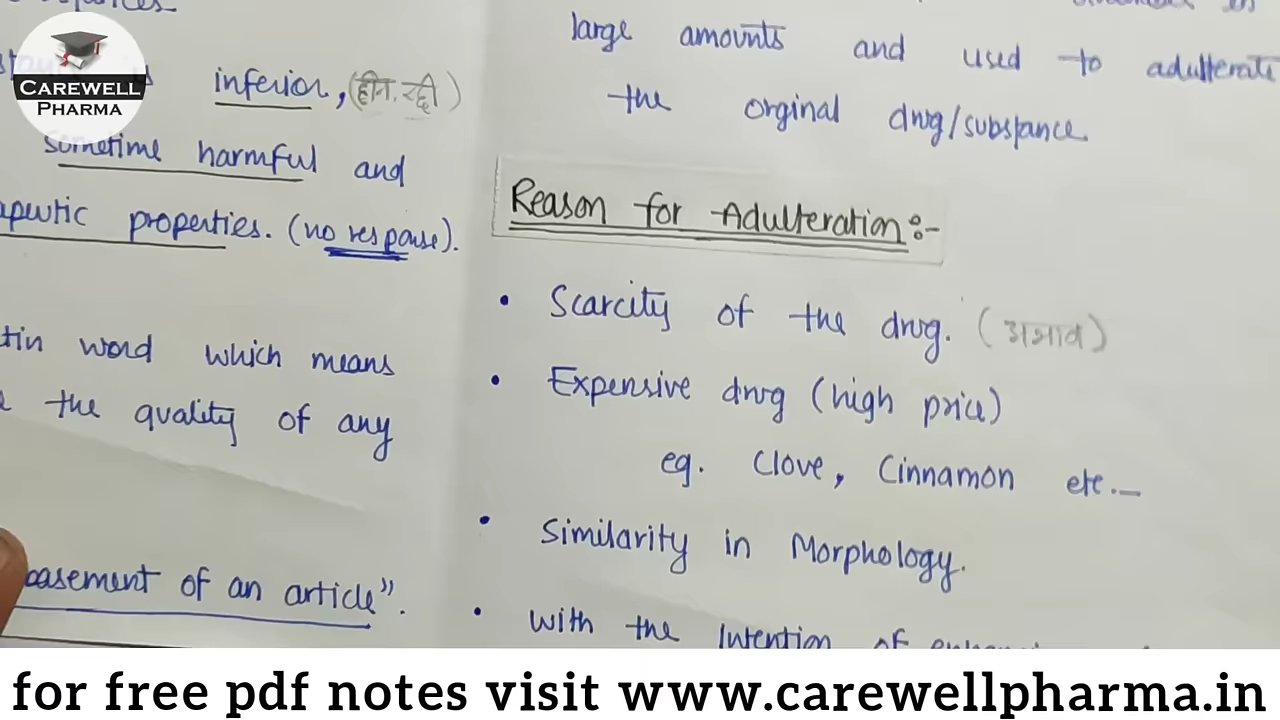 CAREWELL
PHARMA
inferior, (हीन, रद्दी)
sometime harmful and
properties. (no response).
word which means
the quality of any
of an article".
large amounts and used to adulterate
the orginal drug/substance
Reason for Adulteration:-
• Scarcity of the drug. (अभाव)
• Expensive drug (high price)
eg. Clove, Cinnamon etc.
• Similarity in Morphology.
• With the Intention of
for free pdf notes visit www.carewellpharma.in